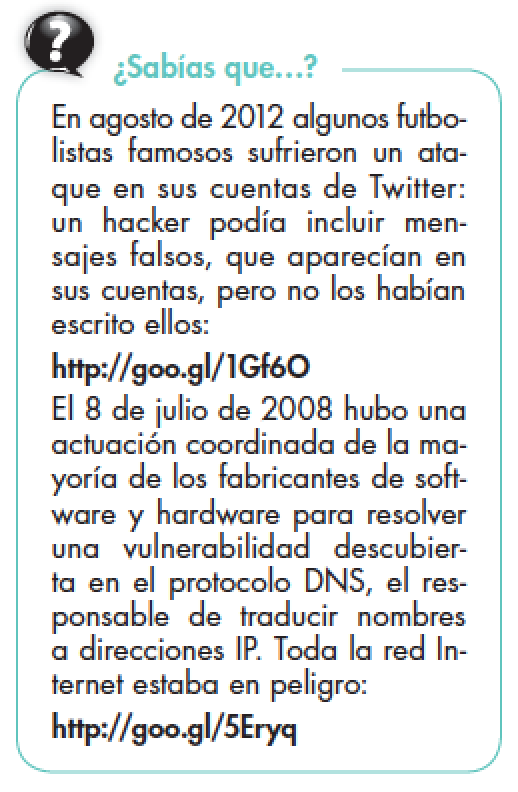 ?
¿Sabías que...?
En agosto de 2012 algunos futbo-
listas famosos sufrieron un ata-
que en sus cuentas de Twitter:
un hacker podía incluir men-
sajes falsos, que aparecían en
sus cuentas, pero no los habían
escrito ellos:
http://goo.gl/1Gf6O
El 8 de julio de 2008 hubo una
actuación coordinada de la ma-
yoría de los fabricantes de soft-
ware y hardware para resolver
una vulnerabilidad descubier-
ta en el protocolo DNS, el res-
ponsable de traducir nombres
a direcciones IP. Toda la red In-
ternet estaba en peligro:
http://goo.gl/5Eryq